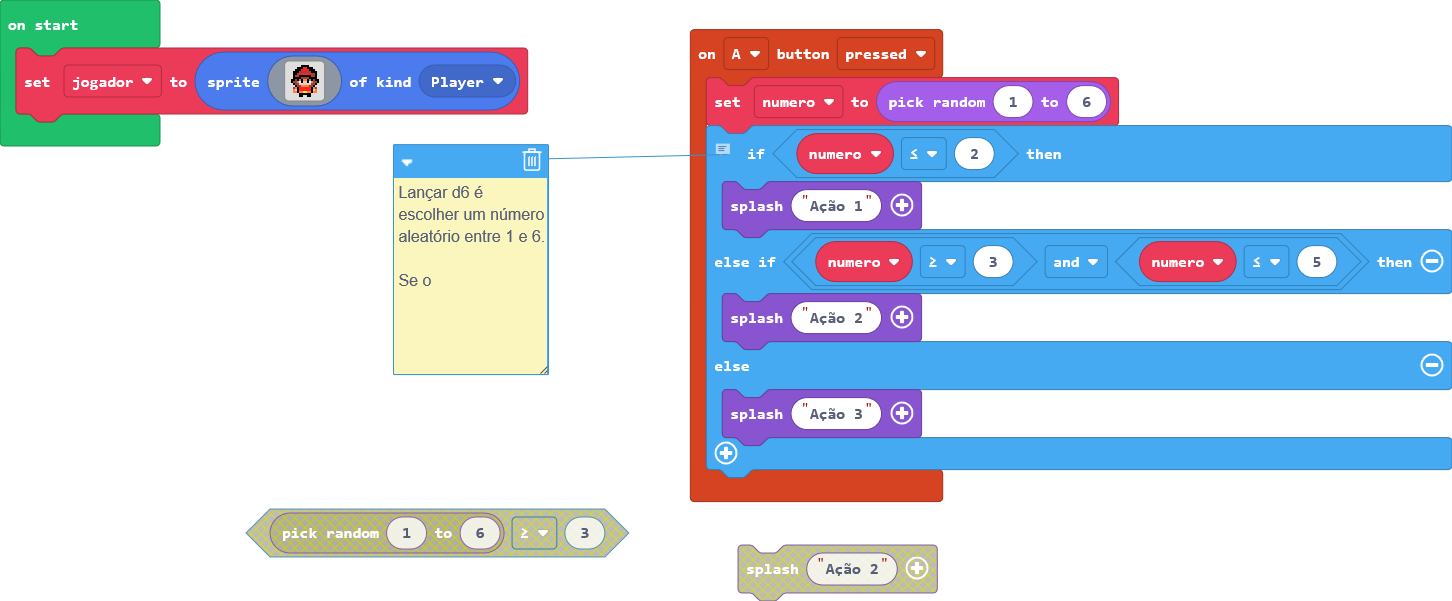 on start
set jogador to sprite of kind Player
on A button pressed
set numero to pick random 1 to 6
if numero ≤ 2 then
splash "Ação 1"
else if numero ≥ 3 and numero ≤ 5 then
splash "Ação 2"
else
splash "Ação 3"
Lançar d6 é
escolher um número
aleatório entre 1 e 6.
Se o
pick random 1 to 6 ≥ 3
splash "Ação 2"